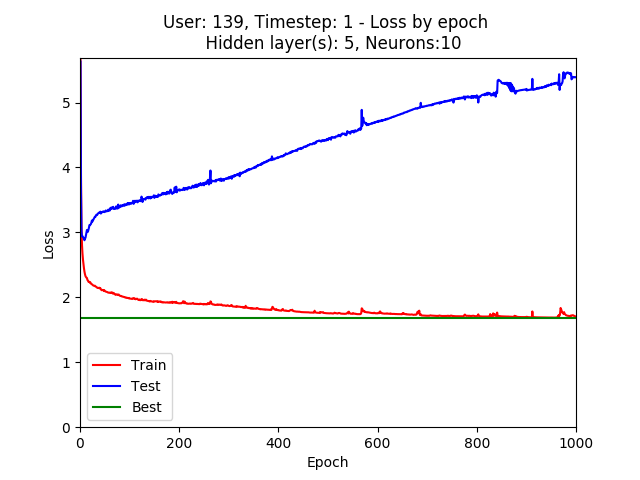 User: 139, Timestep: 1 - Loss by epoch
Hidden layer(s): 5, Neurons:10
5
4
3
2
1
0
Loss
Train
Test
Best
0 200 400 600 800 1000
Epoch